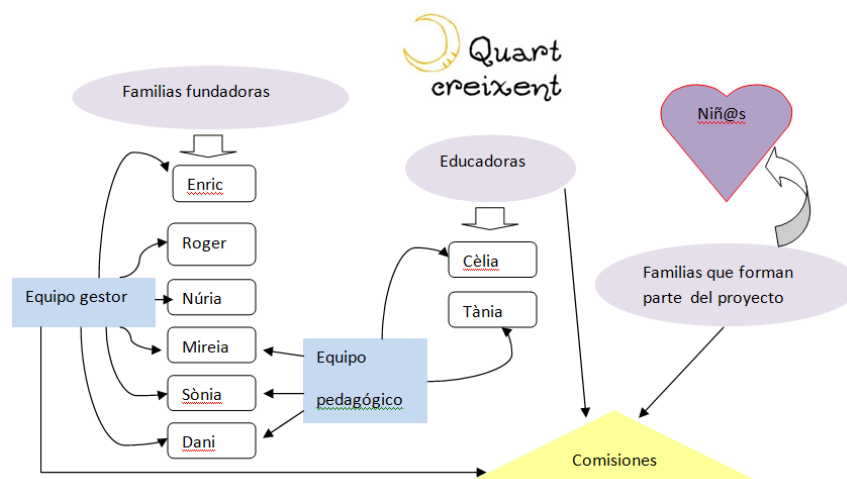 Quart
creixent
Familias fundadoras
Niñ@s
Educadoras
Enric
Roger
Cèlia
Familias que forman
parte del proyecto
Equipo gestor
Núria
Tània
Mireia
Equipo
pedagógico
Sònia
Dani
Comisiones